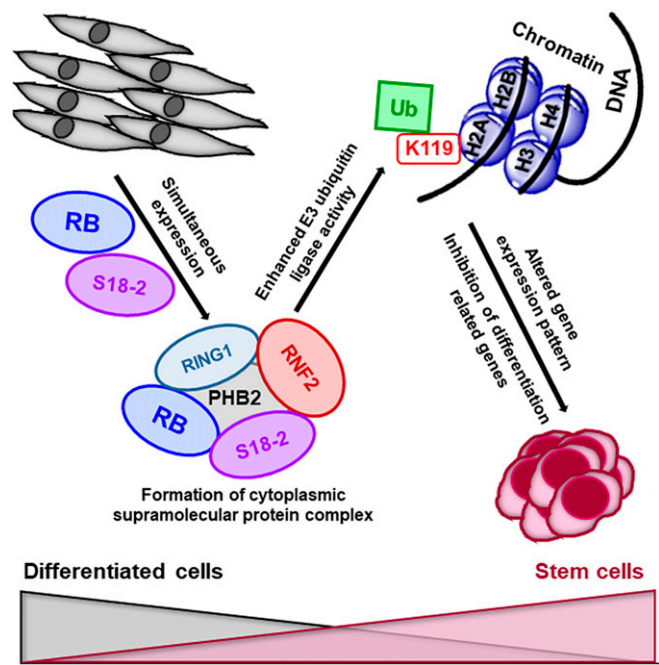 Chromatin
DNA
Ub
K119
H2A
H2B
H3
H4
RB
S18-2
Simultaneous
expression
Enhanced E3 ubiquitin
ligase activity
Altered gene
expression pattern
Inhibition of differentiation
related genes
RING1
RNF2
PHB2
RB
S18-2
Formation of cytoplasmic
supramolecular protein complex
Differentiated cells
Stem cells